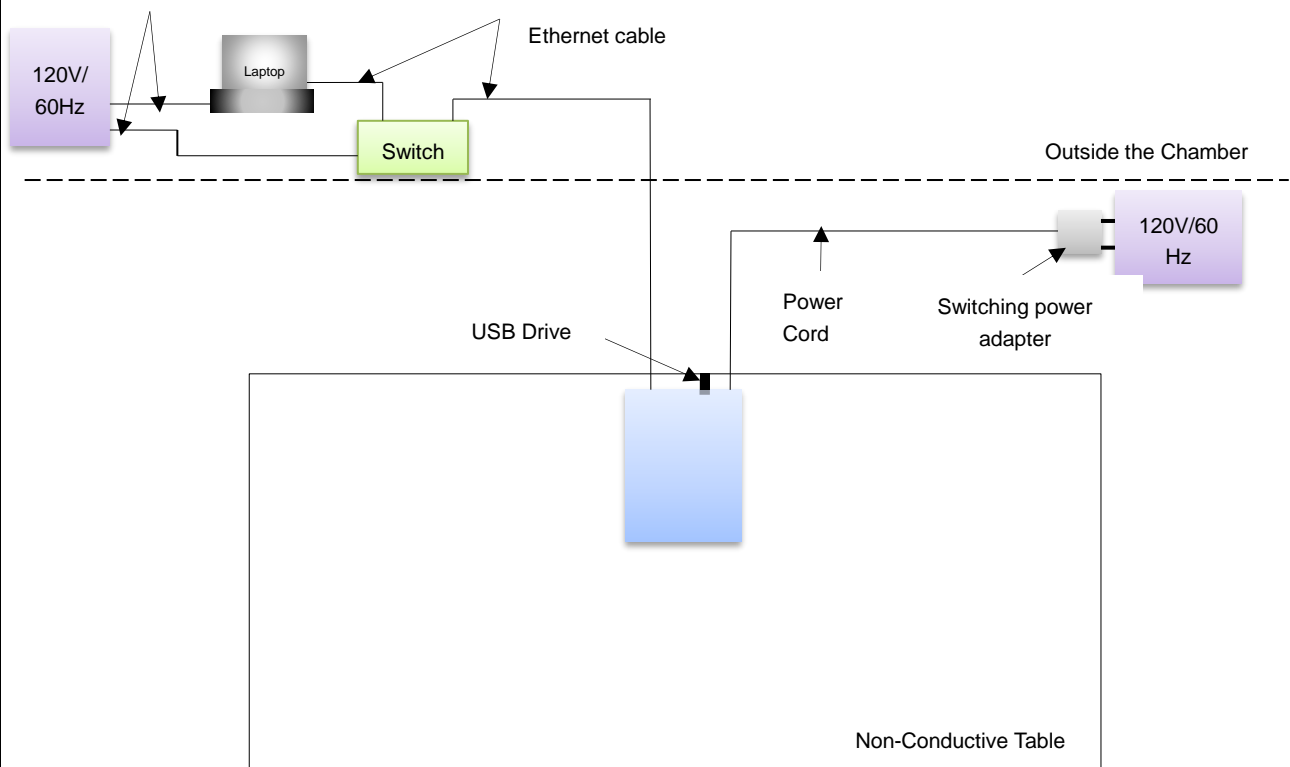 Ethernet cable
120V/
60Hz
Laptop
Switch
Outside the Chamber
120V/60
Hz
Power
Cord
Switching power
adapter
USB Drive
Non-Conductive Table